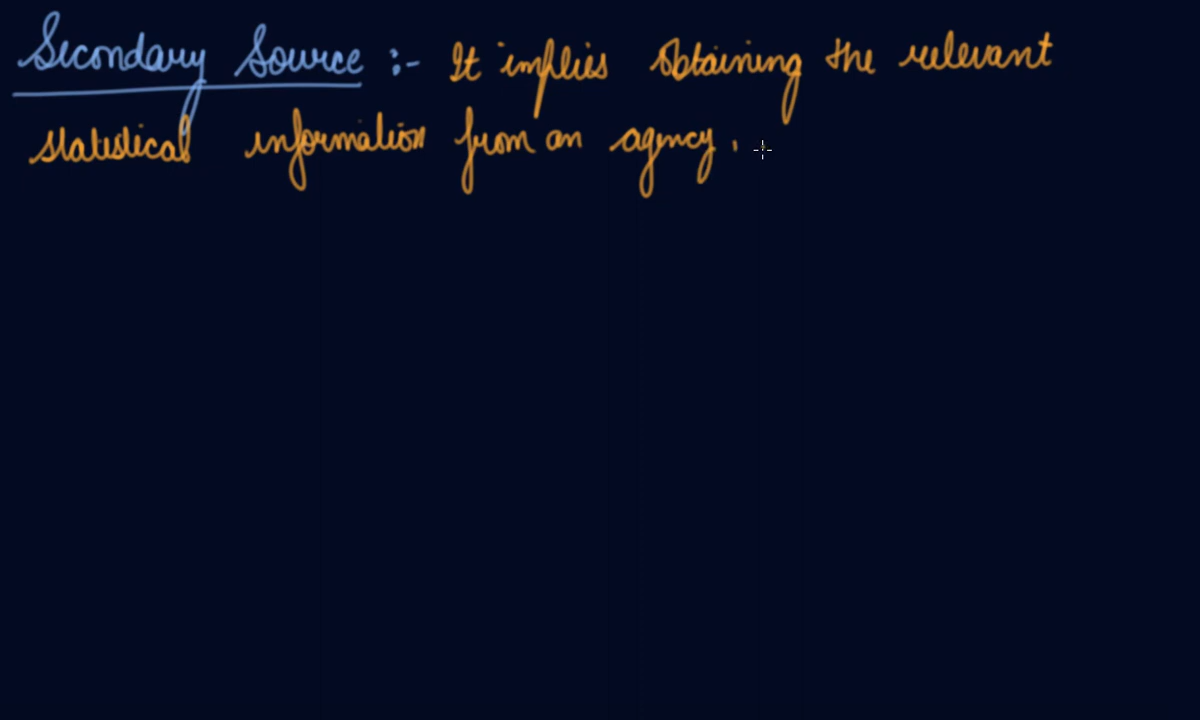 Secondary Source :- It implies obtaining the relevant
statistical information from an agency,